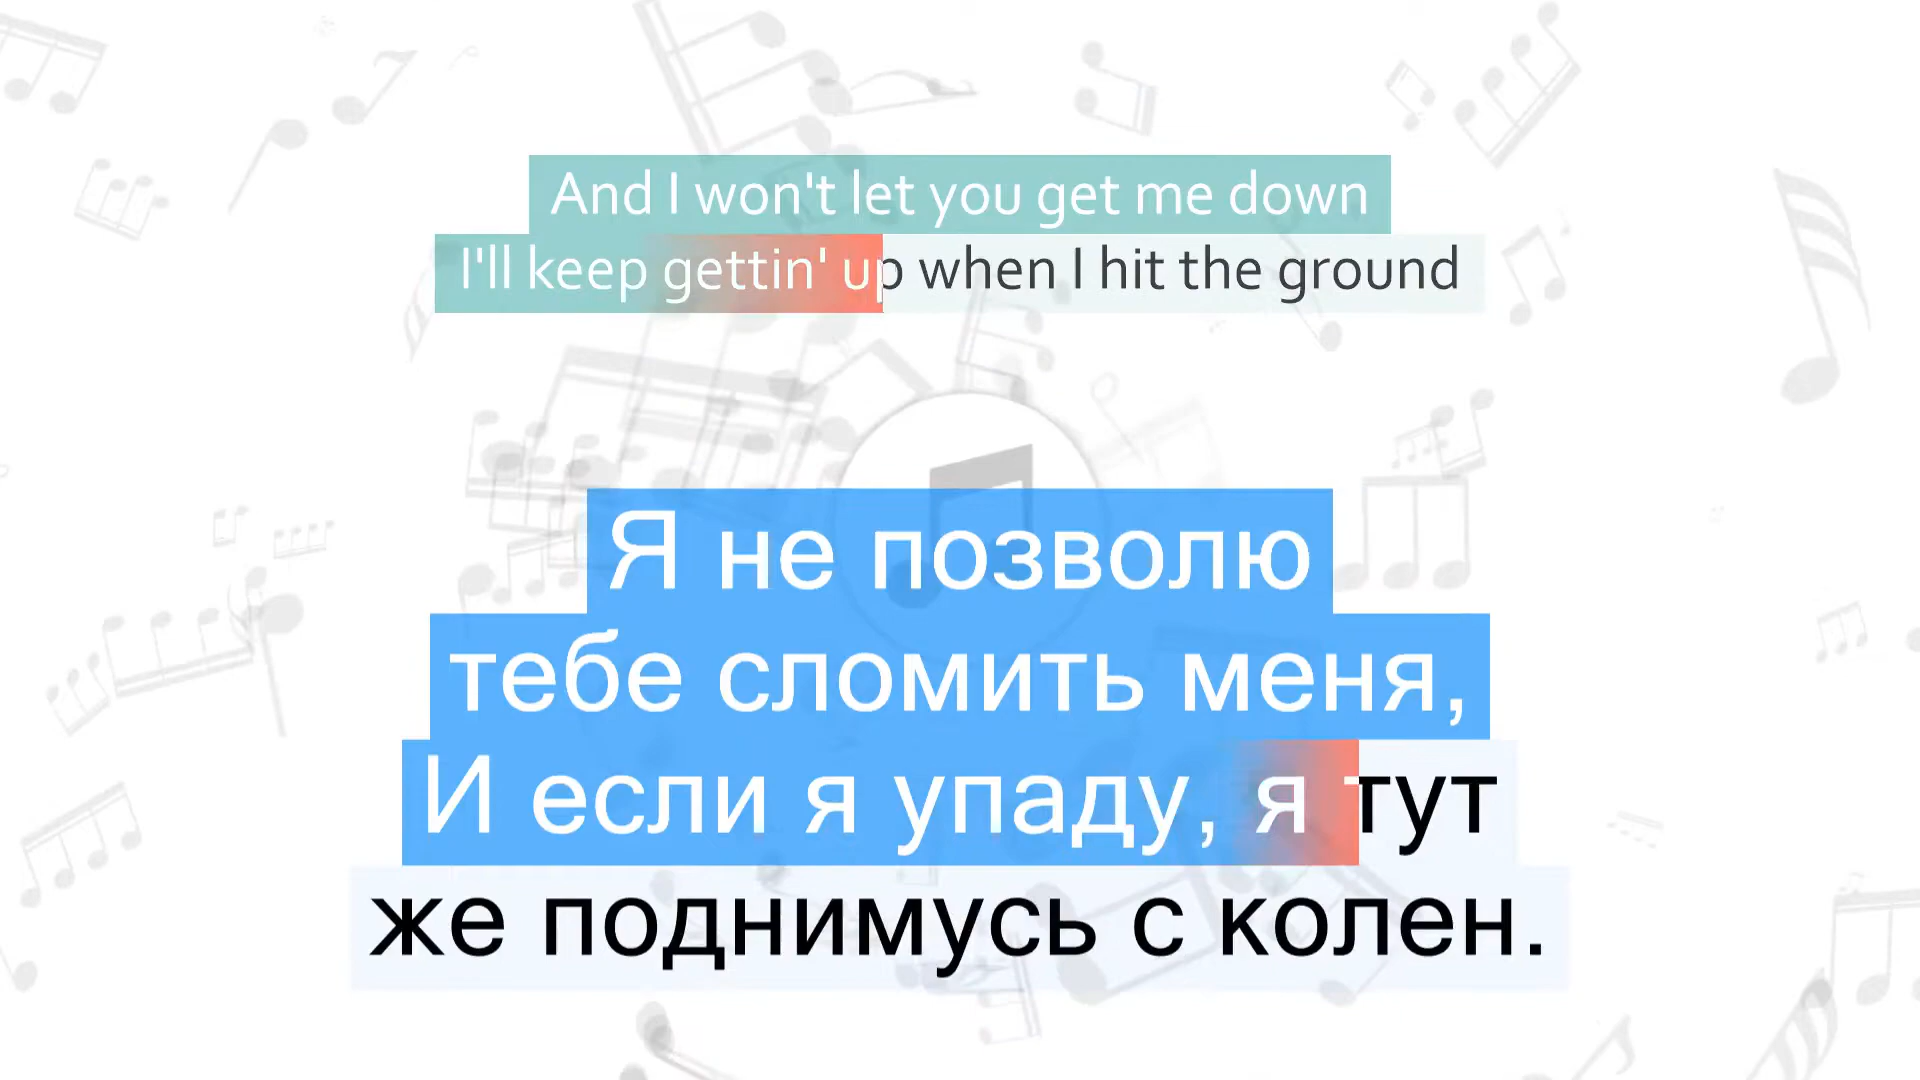 And I won't let you get me down
I'll keep gettin' up when I hit the ground
Я не позволю
тебе сломить меня,
И если я упаду, я тут
же поднимусь с колен.